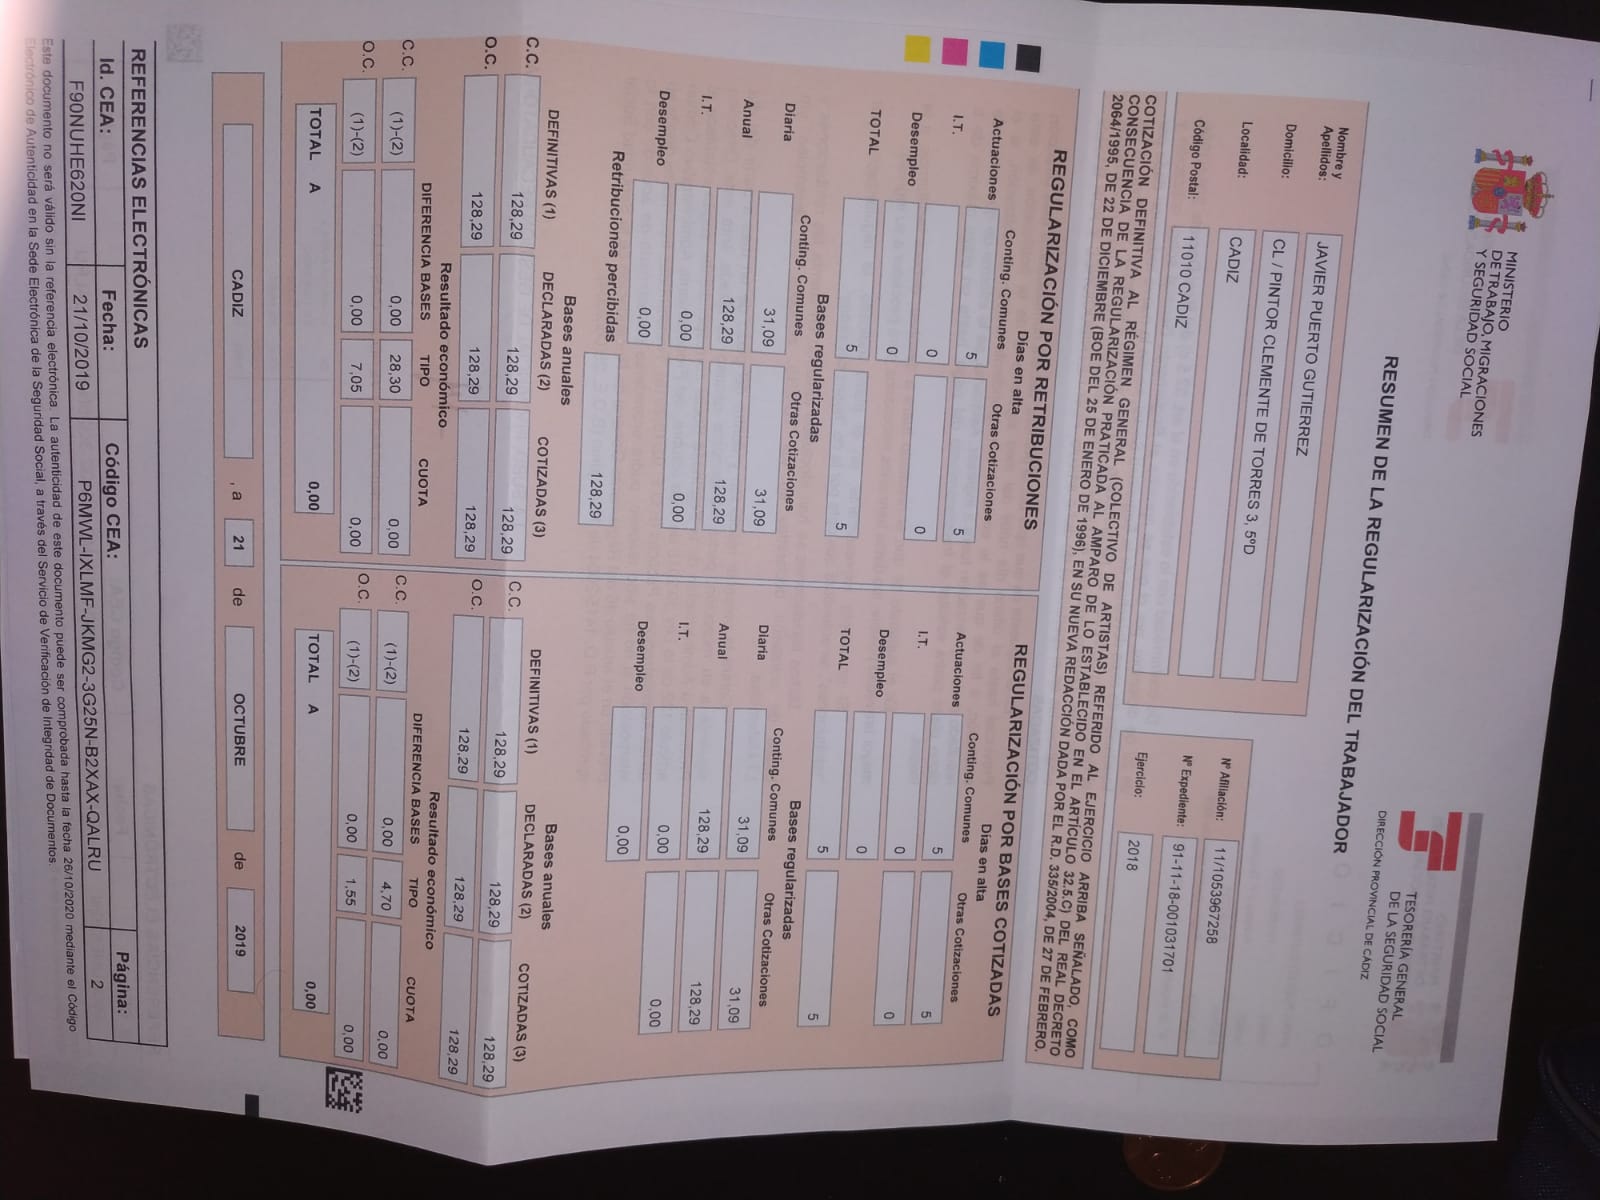 MINISTERIO
DE TRABAJO, MIGRACIONES
Y SEGURIDAD SOCIAL
TESORERÍA GENERAL
DE LA SEGURIDAD SOCIAL
DIRECCIÓN PROVINCIAL DE CÁDIZ
RESUMEN DE LA REGULARIZACIÓN DEL TRABAJADOR
Nombre y
Apellidos: JAVIER PUERTO GUTIERREZ
Domicilio: CL / PINTOR CLEMENTE DE TORRES 3, 5ºD
Localidad: CADIZ
Código Postal: 11010 CADIZ
Nº Afiliación: 11/1053967258
Nº Expediente: 91-11-18-001031701
Ejercicio: 2018
COTIZACIÓN DEFINITIVA AL RÉGIMEN GENERAL (COLECTIVO DE ARTISTAS) REFERIDO AL EJERCICIO ARRIBA SEÑALADO, COMO
CONSECUENCIA DE LA REGULARIZACIÓN PRATICADA AL AMPARO DE LO ESTABLECIDO EN EL ARTÍCULO 32.5.C) DEL REAL DECRETO
2064/1995, DE 22 DE DICIEMBRE (BOE DEL 25 DE ENERO DE 1996), EN SU NUEVA REDACCIÓN DADA POR EL R.D. 335/2004, DE 27 DE FEBRERO.
REGULARIZACIÓN POR RETRIBUCIONES
Días en alta
Conting. Comunes Otras Cotizaciones
Actuaciones 5 5
I.T. 0 0
Desempleo 0
TOTAL 5 5
Bases regularizadas
Conting. Comunes Otras Cotizaciones
Diaria 31,09 31,09
Anual 128,29 128,29
I.T. 0,00 0,00
Desempleo 0,00
Retribuciones percibidas 128,29
Bases anuales
DEFINITIVAS (1) DECLARADAS (2) COTIZADAS (3)
C.C. 128,29 128,29 128,29
O.C. 128,29 128,29 128,29
Resultado económico
DIFERENCIA BASES TIPO CUOTA
C.C. (1)-(2) 0,00 28,30 0,00
O.C. (1)-(2) 0,00 7,05 0,00
TOTAL A 0,00
REGULARIZACIÓN POR BASES COTIZADAS
Días en alta
Conting. Comunes Otras Cotizaciones
Actuaciones 5 5
I.T. 0 0
Desempleo 0
TOTAL 5 5
Bases regularizadas
Conting. Comunes Otras Cotizaciones
Diaria 31,09 31,09
Anual 128,29 128,29
I.T. 0,00 0,00
Desempleo 0,00
Bases anuales
DEFINITIVAS (1) DECLARADAS (2) COTIZADAS (3)
C.C. 128,29 128,29 128,29
O.C. 128,29 128,29 128,29
Resultado económico
DIFERENCIA BASES TIPO CUOTA
C.C. (1)-(2) 0,00 4,70 0,00
O.C. (1)-(2) 0,00 1,55 0,00
TOTAL A 0,00
CADIZ , a 21 de OCTUBRE de 2019
REFERENCIAS ELECTRÓNICAS
Id. CEA: Fecha: Código CEA: Página:
F90NUHE620NI 21/10/2019 P6MWL-IXLMF-JKMG2-3G25N-B2XAX-QALRU 2
Este documento no será válido sin la referencia electrónica. La autenticidad de este documento puede ser comprobada hasta la fecha 26/10/2020 mediante el Código
Electrónico de Autenticidad en la Sede Electrónica de la Seguridad Social, a través del Servicio de Verificación de Integridad de Documentos.